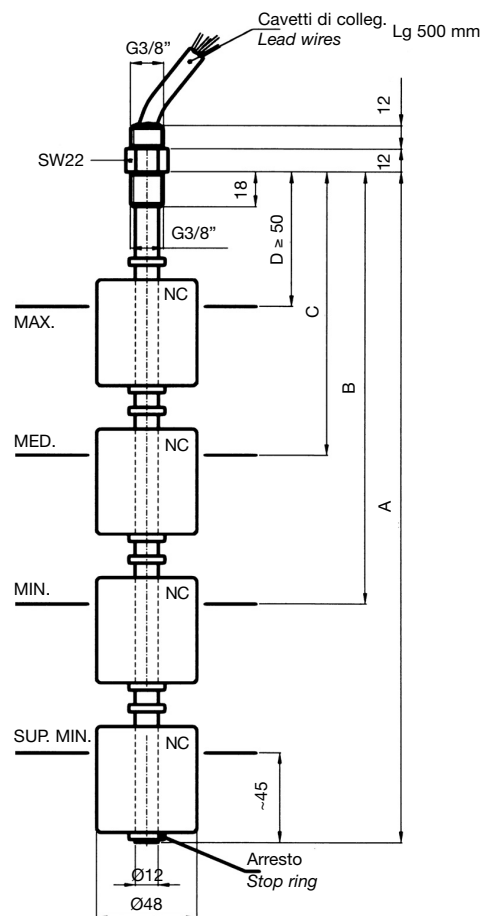 Cavetti di colleg.
Lead wires
Lg 500 mm
G3/8”
12
SW22
12
18
G3/8”
D ≥ 50
NC
MAX.
C
B
MED.
NC
A
MIN.
NC
SUP. MIN.
NC
~45
Arresto
Stop ring
Ø12
Ø48